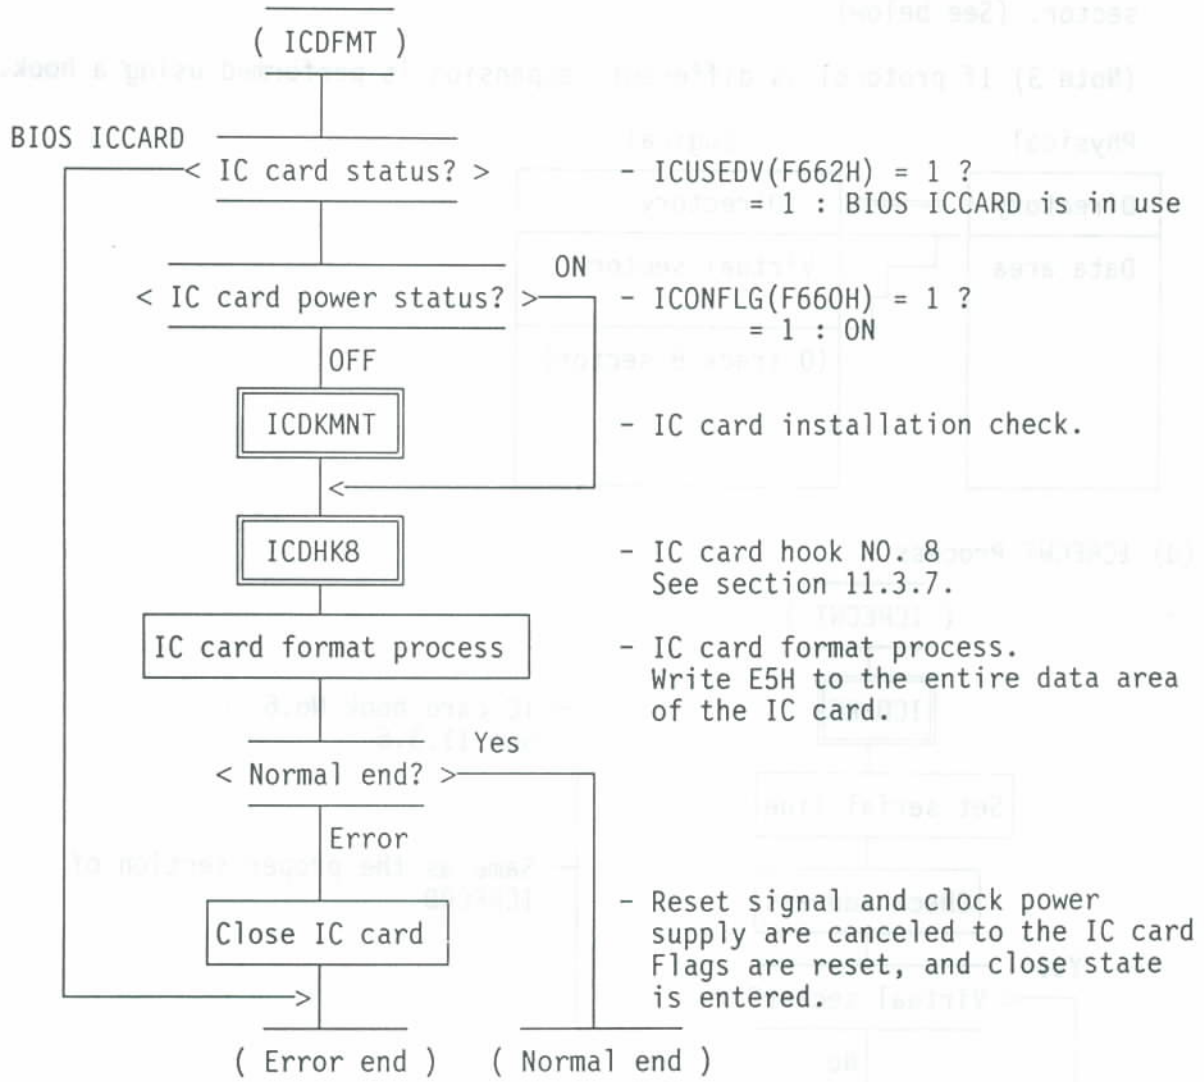 ( ICDFMT )
BIOS ICCARD
< IC card status? > - ICUSEDV(F662H) = 1 ?
= 1 : BIOS ICCARD is in use
ON
< IC card power status? > - ICONFLG(F660H) = 1 ?
= 1 : ON
OFF
ICDKMNT - IC card installation check.
<
ICDHK8 - IC card hook NO. 8
See section 11.3.7.
IC card format process - IC card format process.
Write E5H to the entire data area
of the IC card.
Yes
< Normal end? >
Error
Close IC card - Reset signal and clock power
supply are canceled to the IC card
Flags are reset, and close state
is entered.
>
( Error end ) ( Normal end )